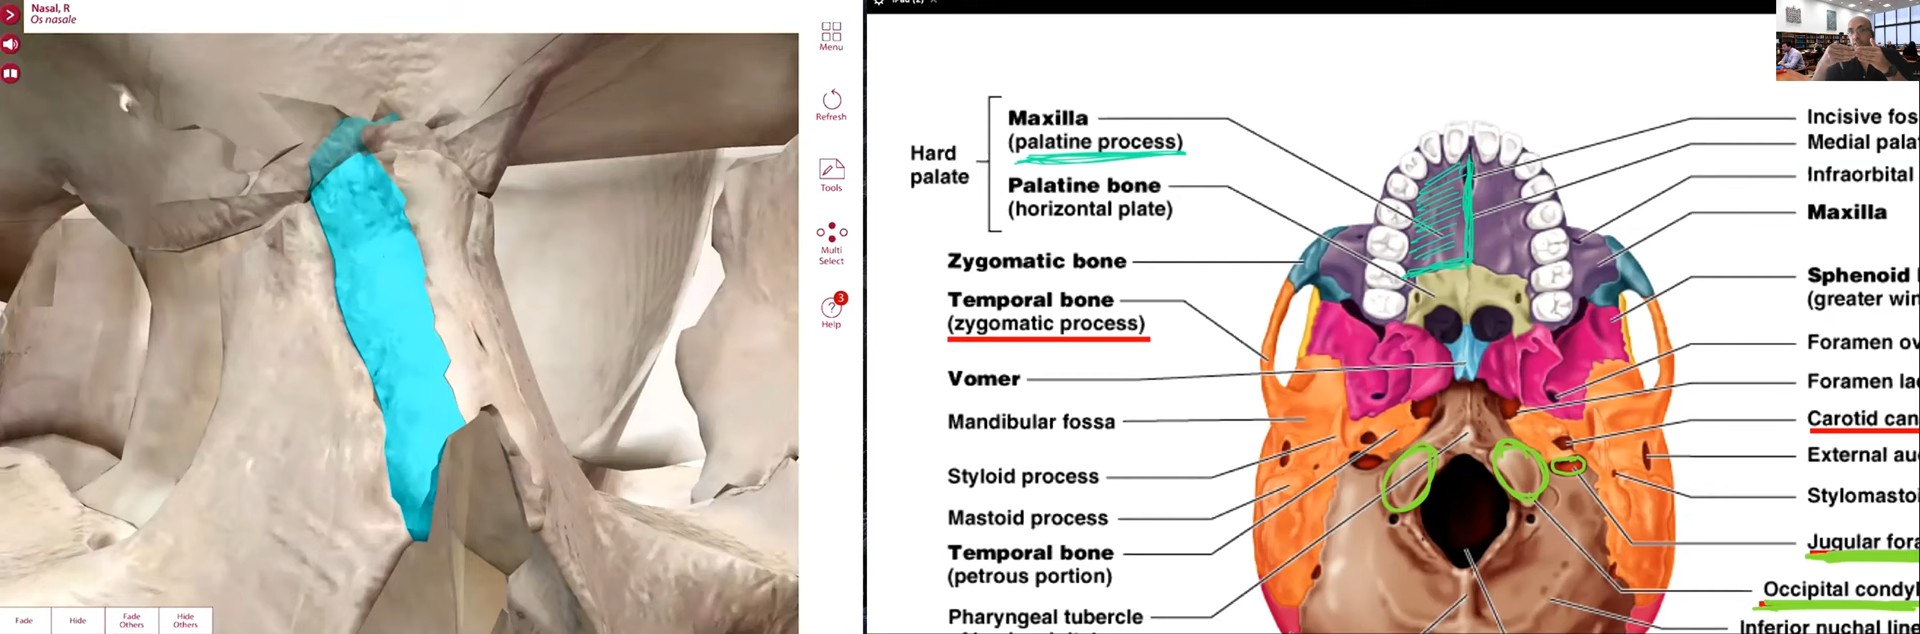 Nasal, R
Os nasale
Menu
Refresh
Tools
Multi
Select
3
Help
Fade
Hide
Fade
Others
Hide
Others
Hard
palate
Maxilla
(palatine process)
Palatine bone
(horizontal plate)
Zygomatic bone
Temporal bone
(zygomatic process)
Vomer
Mandibular fossa
Styloid process
Mastoid process
Temporal bone
(petrous portion)
Pharyngeal tubercle
Incisive fos
Medial pala
Infraorbital
Maxilla
Sphenoid
(greater win
Foramen ov
Foramen la
Carotid can
External au
Stylomasto
Jugular fora
Occipital condyl
Inferior nuchal line